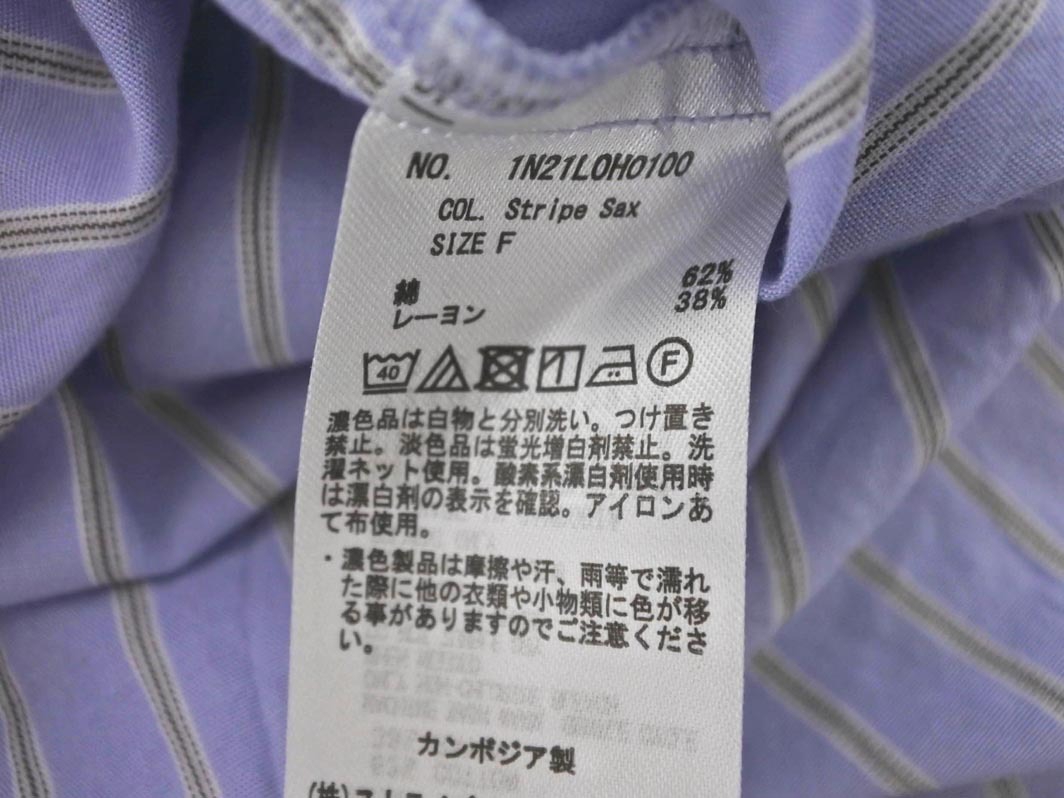 NO. 1N21L0H0100
COL. Stripe Sax
SIZE F
綿 62%
レーヨン 38%
40 F
濃色品は白物と分別洗い。つけ置き
禁止。淡色品は蛍光増白剤禁止。洗
濯ネット使用。酸素系漂白剤使用時
は漂白剤の表示を確認。アイロンあ
て布使用。
・濃色製品は摩擦や汗、雨等で濡れ
た際に他の衣類や小物類に色が移
る事がありますのでご注意くださ
い。
カンボジア製